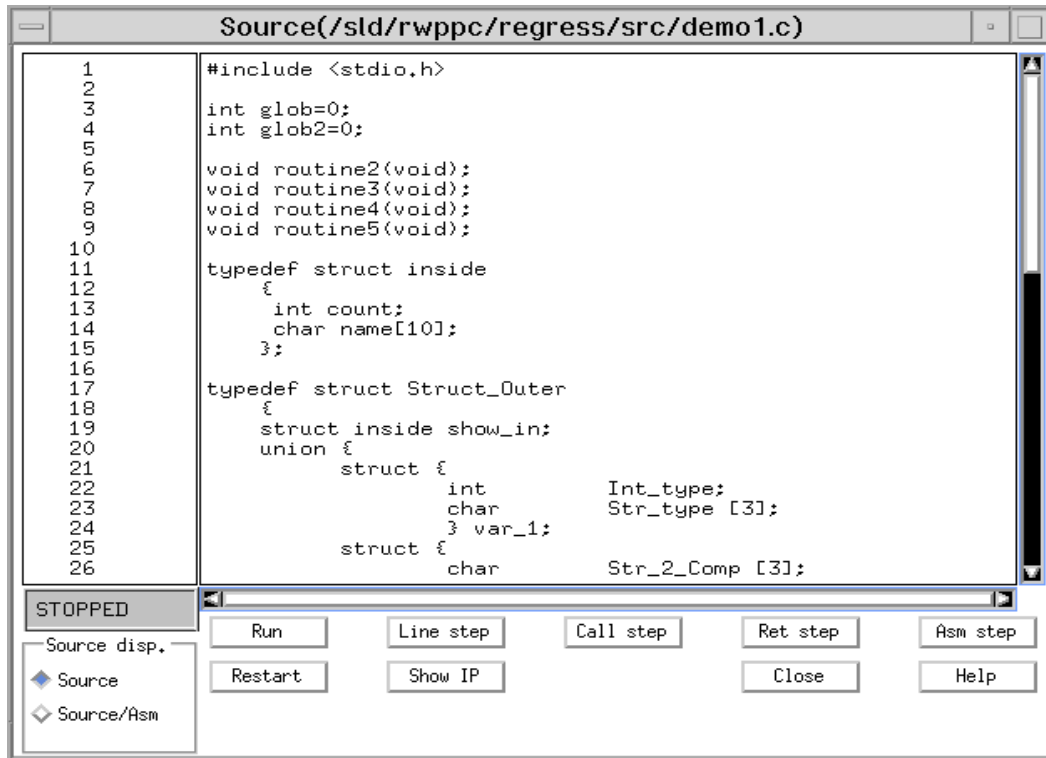 Source(/sld/rwppc/regress/src/demo1.c)
1 #include <stdio.h>
2
3 int glob=0;
4 int glob2=0;
5
6 void routine2(void);
7 void routine3(void);
8 void routine4(void);
9 void routine5(void);
10
11 typedef struct inside
12 {
13 int count;
14 char name[10];
15 };
16
17 typedef struct Struct_Outer
18 {
19 struct inside show_in;
20 union {
21 struct {
22 int Int_type;
23 char Str_type [3];
24 } var_1;
25 struct {
26 char Str_2_Comp [3];
STOPPED
Run Line step Call step Ret step Asm step
Source disp.
Restart Show IP Close Help
Source
Source/Asm